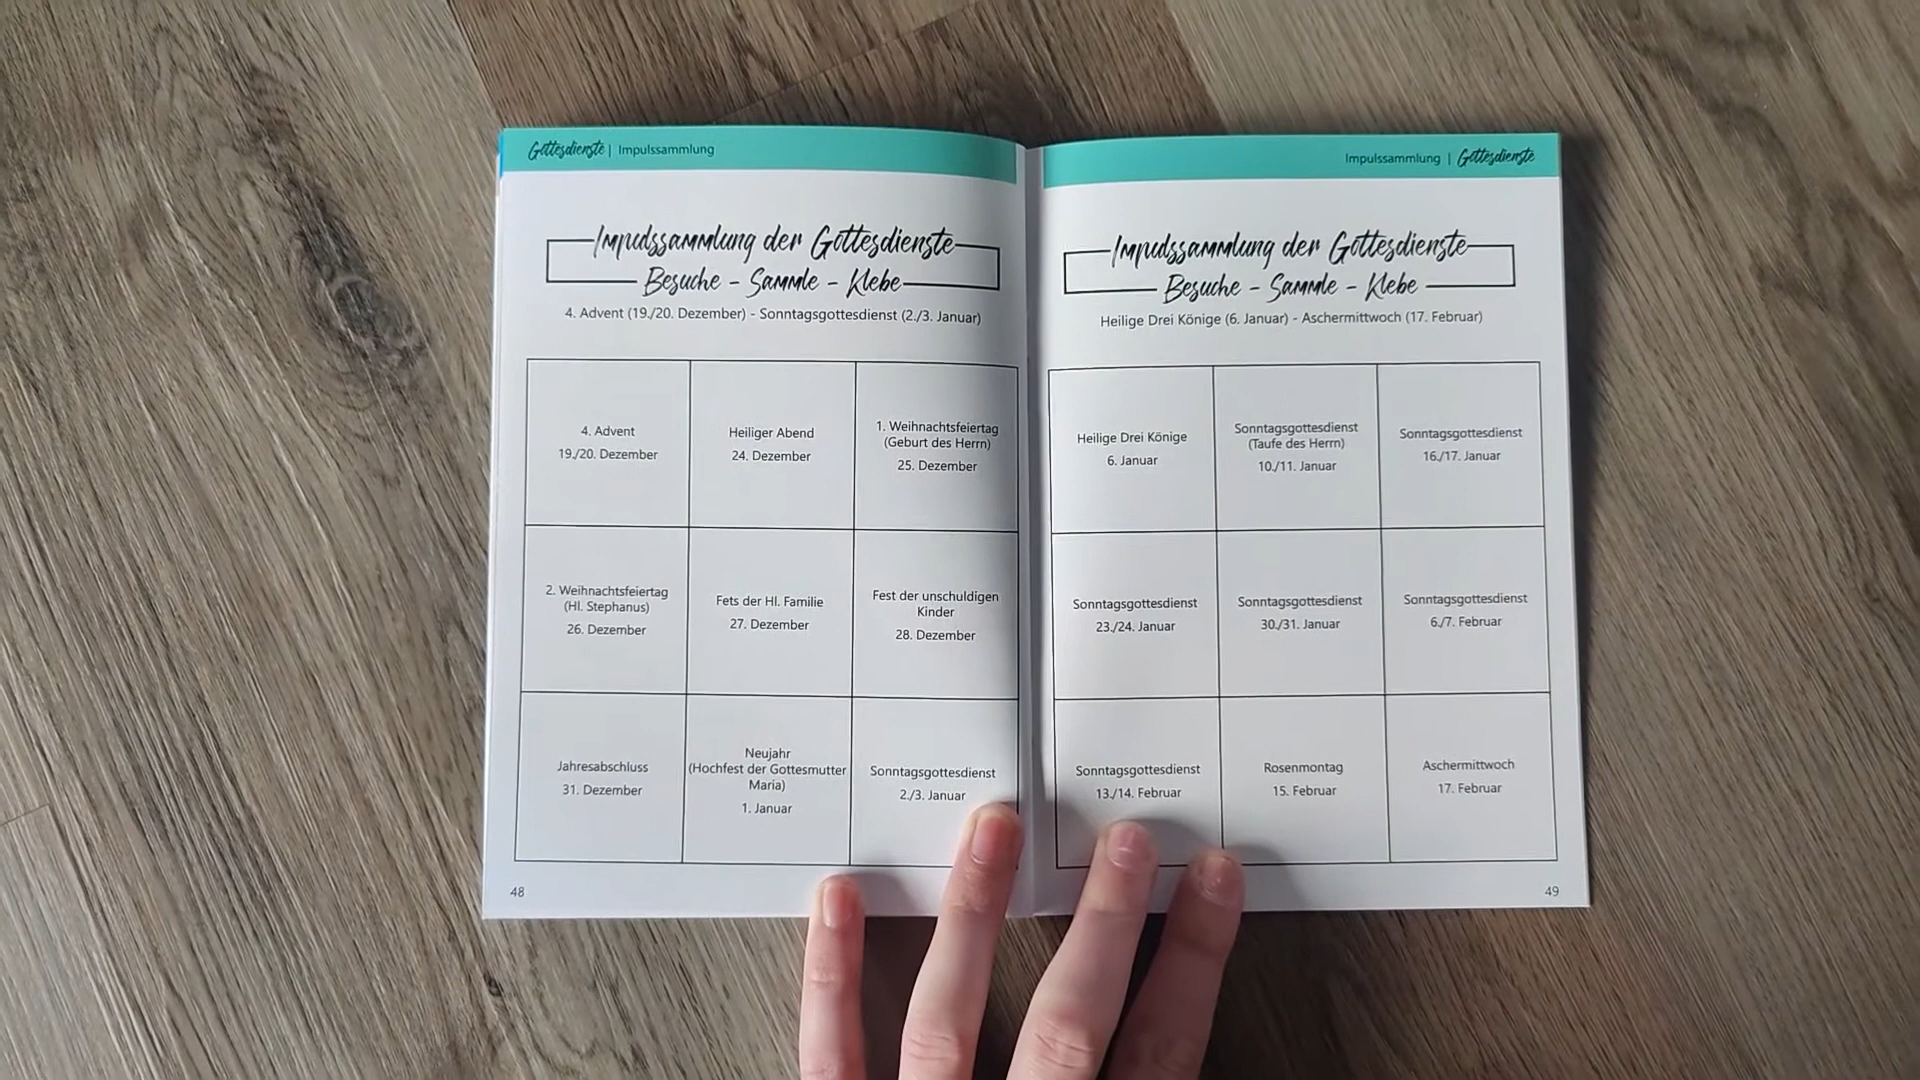 Gottesdienste | Impulssammlung
Impulssammlung der Gottesdienste
Besuche - Sammle - Klebe
4. Advent (19./20. Dezember) - Sonntagsgottesdienst (2./3. Januar)
4. Advent
19./20. Dezember
Heiliger Abend
24. Dezember
1. Weihnachtsfeiertag
(Geburt des Herrn)
25. Dezember
2. Weihnachtsfeiertag
(Hl. Stephanus)
26. Dezember
Fets der Hl. Familie
27. Dezember
Fest der unschuldigen
Kinder
28. Dezember
Jahresabschluss
31. Dezember
Neujahr
(Hochfest der Gottesmutter
Maria)
1. Januar
Sonntagsgottesdienst
2./3. Januar
48
Impulssammlung | Gottesdienste
Impulssammlung der Gottesdienste
Besuche - Sammle - Klebe
Heilige Drei Könige (6. Januar) - Aschermittwoch (17. Februar)
Heilige Drei Könige
6. Januar
Sonntagsgottesdienst
(Taufe des Herrn)
10./11. Januar
Sonntagsgottesdienst
16./17. Januar
Sonntagsgottesdienst
23./24. Januar
Sonntagsgottesdienst
30./31. Januar
Sonntagsgottesdienst
6./7. Februar
Sonntagsgottesdienst
13./14. Februar
Rosenmontag
15. Februar
Aschermittwoch
17. Februar
49